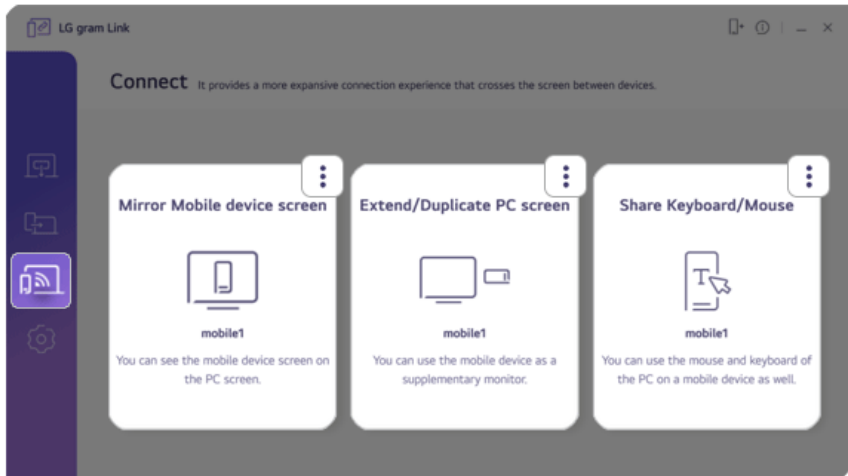 LG gram Link
Connect It provides a more expansive connection experience that crosses the screen between devices.
Mirror Mobile device screen
mobile1
You can see the mobile device screen on
the PC screen.
Extend/Duplicate PC screen
mobile1
You can use the mobile device as a
supplementary monitor.
Share Keyboard/Mouse
T
mobile1
You can use the mouse and keyboard of
the PC on a mobile device as well.